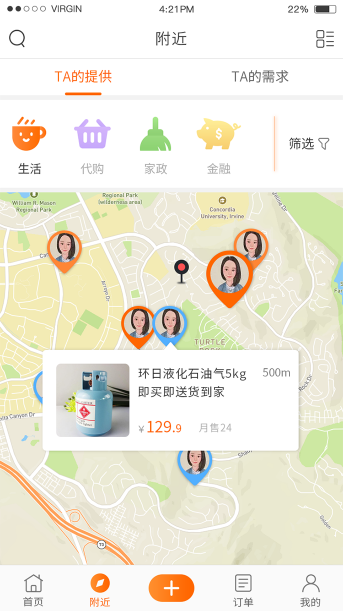 VIRGIN 4:21PM 22%
附近
TA的提供 TA的需求
生活 代购 家政 金融 筛选
William R. Mason
Regional Park
Regional Park
(wilderness area)
Concordia
University, Irvine
TURTLE
环日液化石油气5kg 500m
即买即送货到家
¥129.9 月售24
73
首页 附近 订单 我的